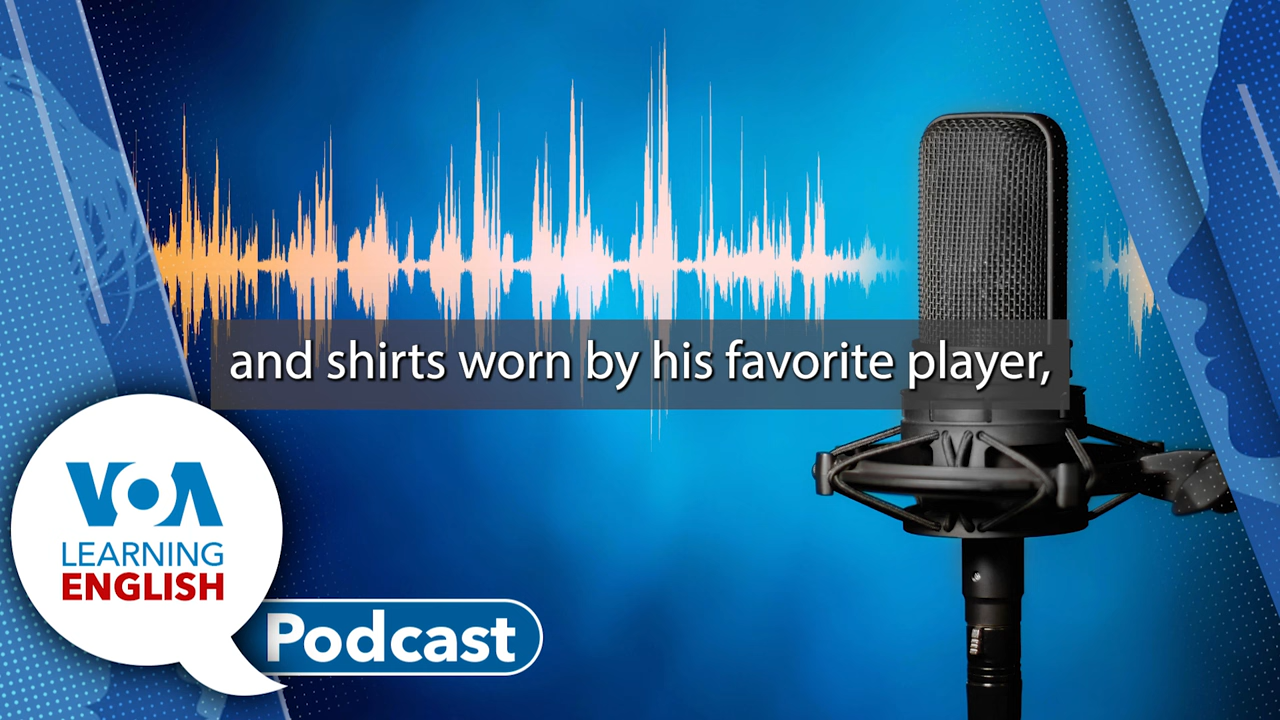 and shirts worn by his favorite player,
VOA
LEARNING
ENGLISH
Podcast